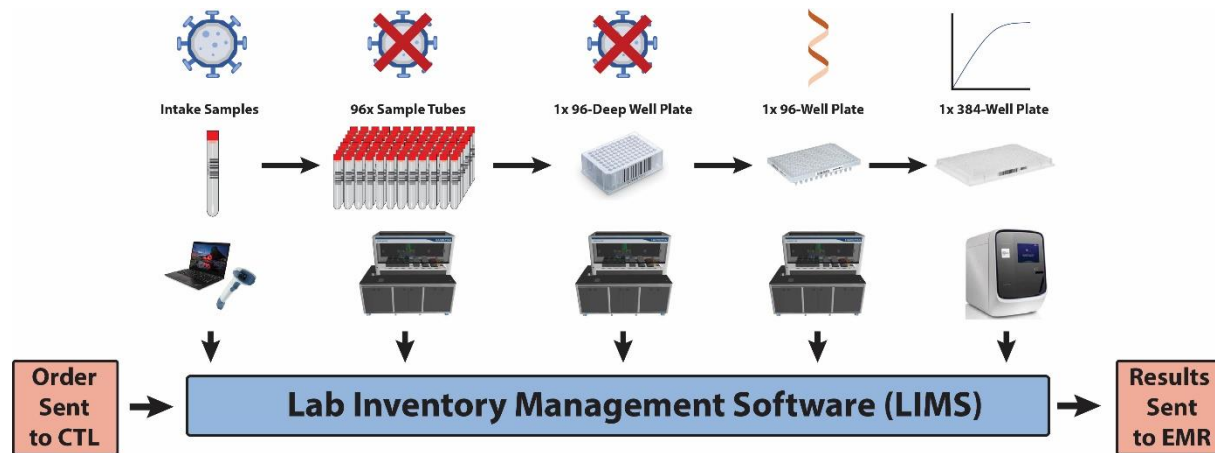 Intake Samples
96x Sample Tubes
1x 96-Deep Well Plate
1x 96-Well Plate
1x 384-Well Plate
Order
Sent
to CTL
Lab Inventory Management Software (LIMS)
Results
Sent
to EMR